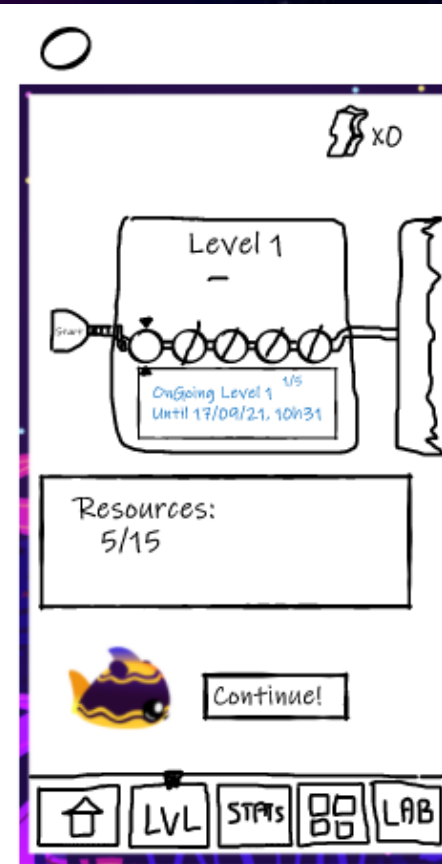 x0
Level 1
Start
OnGoing Level 1 1/5
Until 17/09/21, 10h31
Resources:
5/15
Continue!
LVL
STATS
LAB